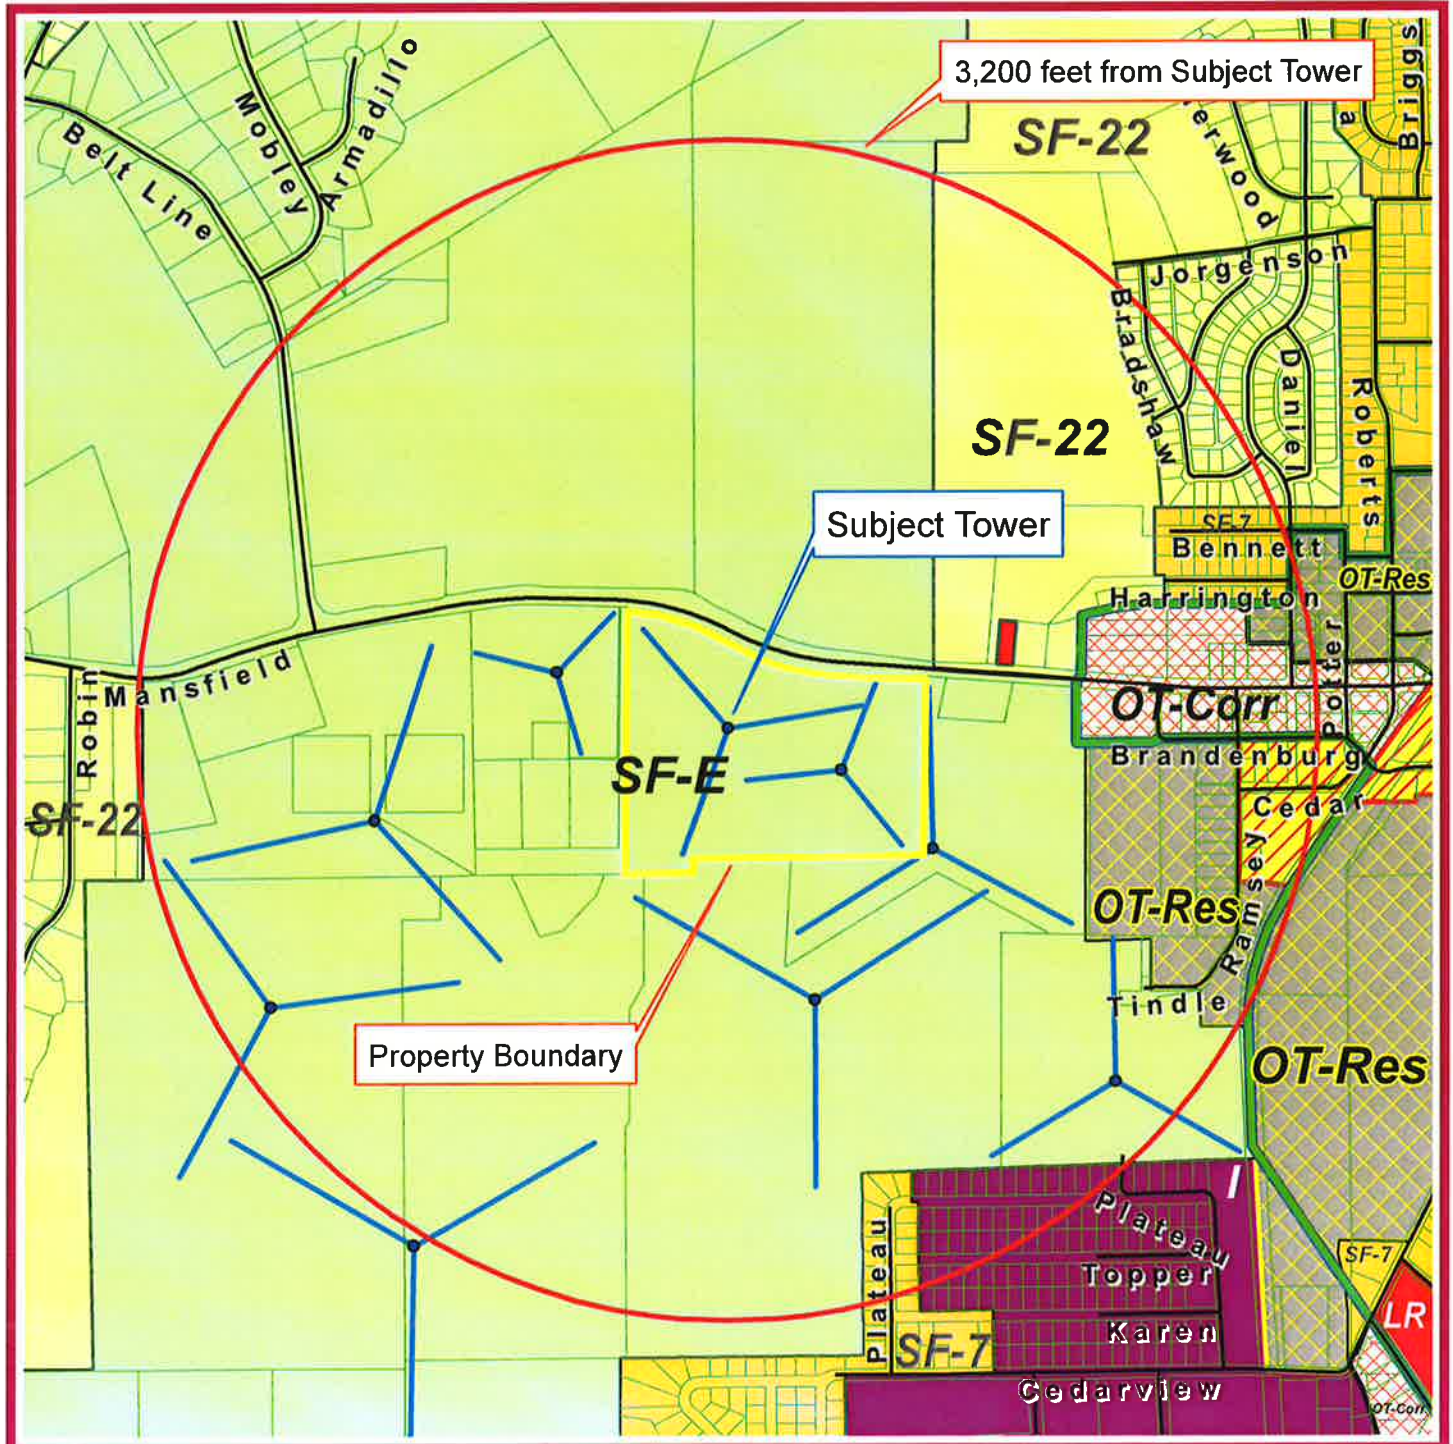 3,200 feet from Subject Tower
Briggs
a
SF-22
erwood
Mobley
Armadillo
Belt Line
Jorgenson
Bradshaw
Daniel
Roberts
SF-22
Subject Tower
SF-7
Bennett
OT-Res
Harrington
Potter
Mansfield
Robin
OT-Corr
SF-E
Brandenburg
Cedar
SF-22
Ramsey
OT-Res
Tindle
Property Boundary
OT-Res
I
Plateau
Plateau
Topper
SF-7
LR
Karen
SF-7
Cedarview
OT-Corr